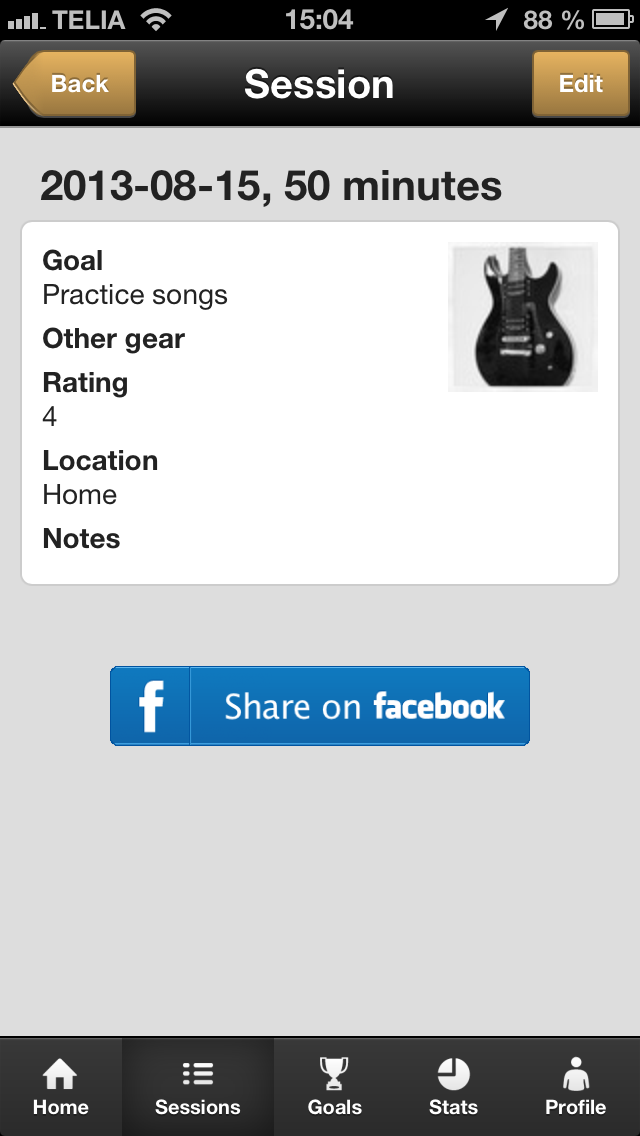 TELIA 15:04 88 %
Back Session Edit
2013-08-15, 50 minutes
Goal
Practice songs
Other gear
Rating
4
Location
Home
Notes
f Share on facebook
Home Sessions Goals Stats Profile